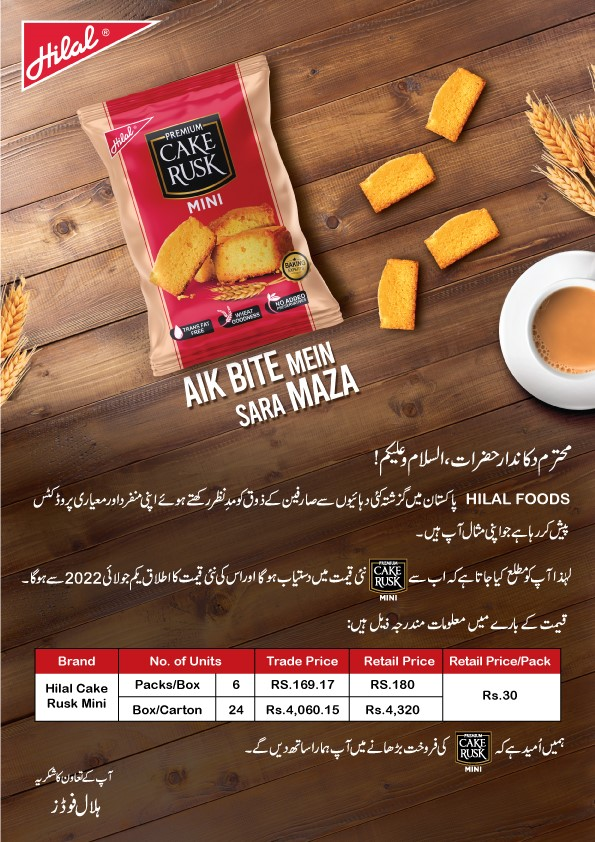 Hilal ®
Hilal
PREMIUM
CAKE
RUSK
MINI
BAKING
TRANS FAT
FREE
WHEAT
GOODNESS
NO ADDED
PRESERVATIVES
AIK BITE MEIN
SARA MAZA
محترم دکاندار حضرات، السلام وعلیکم!
HILAL FOODS پاکستان میں گزشتہ کئی دہائیوں سے صارفین کے ذوق کو مدِ نظر رکھتے ہوئے اپنی منفرد اور معیاری پروڈکٹس
پیش کر رہا ہے جو اپنی مثال آپ ہیں۔
لہٰذا آپ کو مطلع کیا جاتا ہے کہ اب سے PREMIUM CAKE RUSK MINI نئی قیمت میں دستیاب ہوگا اور اس کی نئی قیمت کا اطلاق یکم جولائی 2022 سے ہوگا۔
قیمت کے بارے میں معلومات مندرجہ ذیل ہیں:
Brand No. of Units Trade Price Retail Price Retail Price/Pack
Hilal Cake Rusk Mini Packs/Box 6 RS.169.17 RS.180 Rs.30
Box/Carton 24 Rs.4,060.15 Rs.4,320
ہمیں اُمید ہے کہ PREMIUM CAKE RUSK MINI کی فروخت بڑھانے میں آپ ہمارا ساتھ دیں گے۔
آپ کے تعاون کا شکریہ
ہلال فوڈز